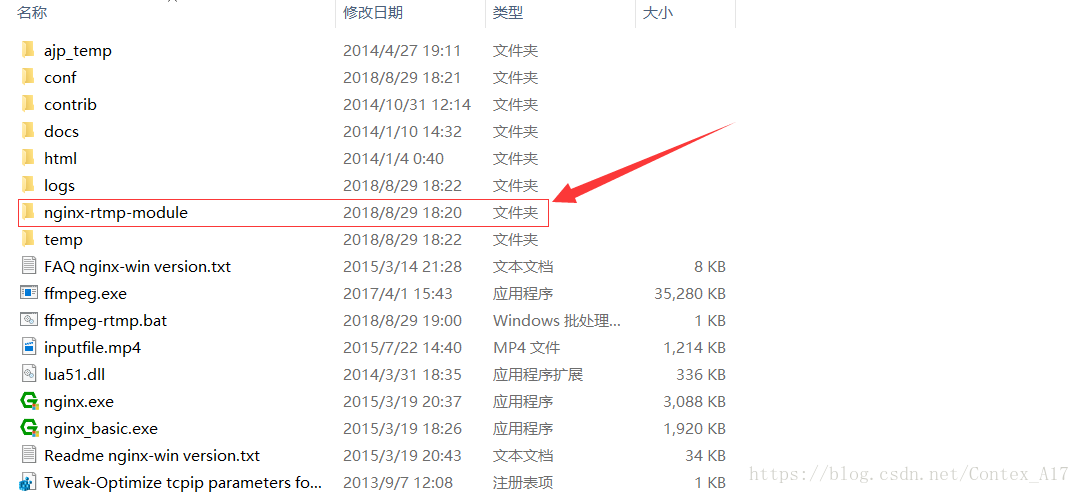 名称 修改日期 类型 大小
ajp_temp 2014/4/27 19:11 文件夹
conf 2018/8/29 18:21 文件夹
contrib 2014/10/31 12:14 文件夹
docs 2014/1/10 14:32 文件夹
html 2014/1/4 0:40 文件夹
logs 2018/8/29 18:22 文件夹
nginx-rtmp-module 2018/8/29 18:20 文件夹
temp 2018/8/29 18:22 文件夹
FAQ nginx-win version.txt 2015/3/14 21:28 文本文档 8 KB
ffmpeg.exe 2017/4/1 15:43 应用程序 35,280 KB
ffmpeg-rtmp.bat 2018/8/29 19:00 Windows 批处理... 1 KB
inputfile.mp4 2015/7/22 14:40 MP4 文件 1,214 KB
lua51.dll 2014/3/31 18:35 应用程序扩展 336 KB
nginx.exe 2015/3/19 20:37 应用程序 3,088 KB
nginx_basic.exe 2015/3/19 18:26 应用程序 1,920 KB
Readme nginx-win version.txt 2015/3/19 20:43 文本文档 34 KB
Tweak-Optimize tcpip parameters fo... 2013/9/7 12:08 注册表项 1 KB
https://blog.csdn.net/Contex_A17